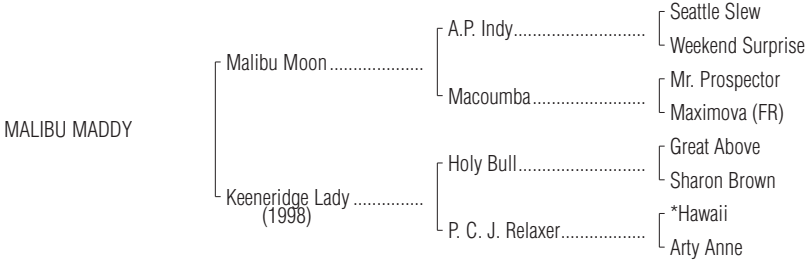 Seattle Slew
A.P. Indy
Weekend Surprise
Malibu Moon
Mr. Prospector
Macoumba
Maximova (FR)
MALIBU MADDY
Great Above
Holy Bull
Sharon Brown
Keeneridge Lady
(1998)
*Hawaii
P. C. J. Relaxer
Arty Anne